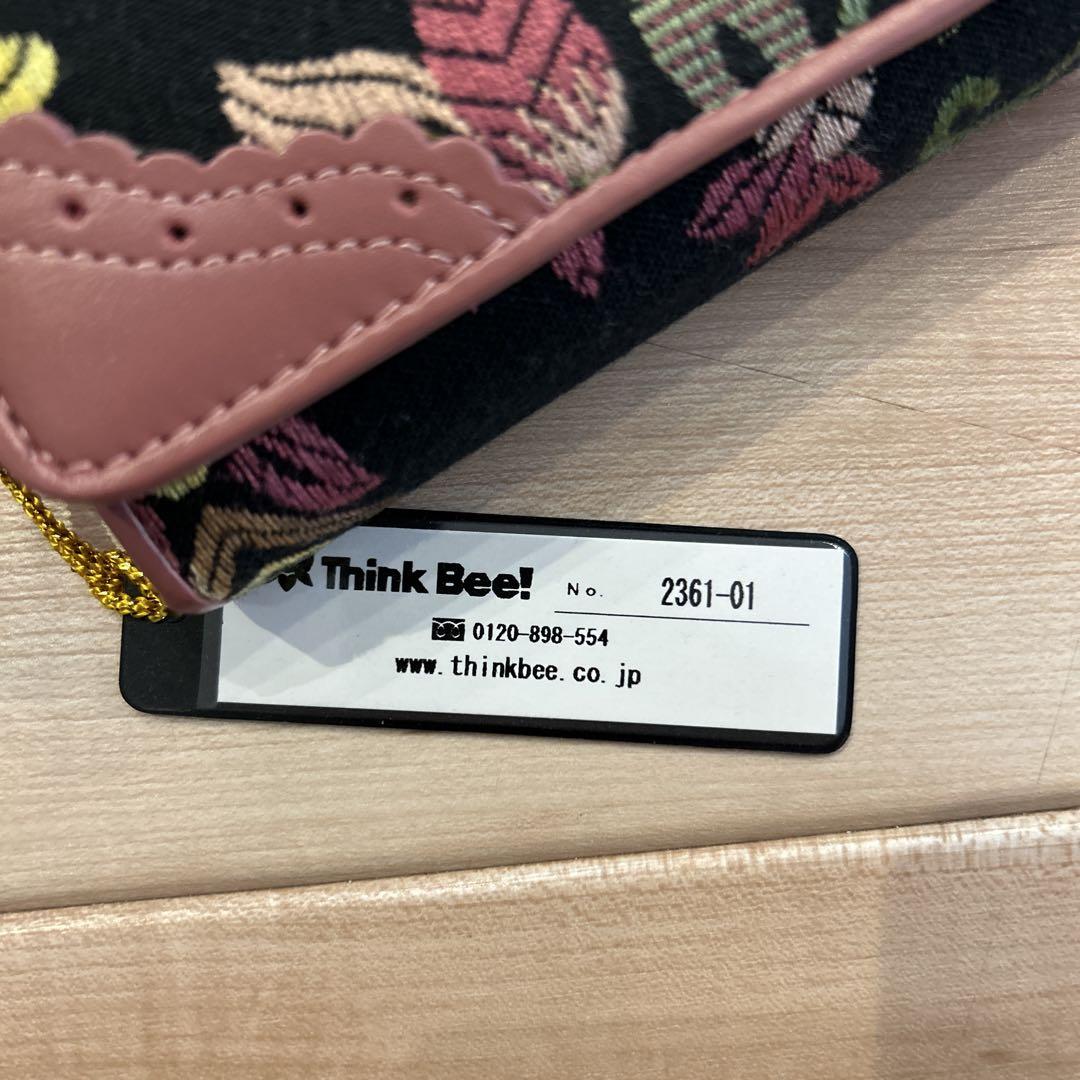 Think Bee!
No. 2361-01
0120-898-554
www.thinkbee.co.jp